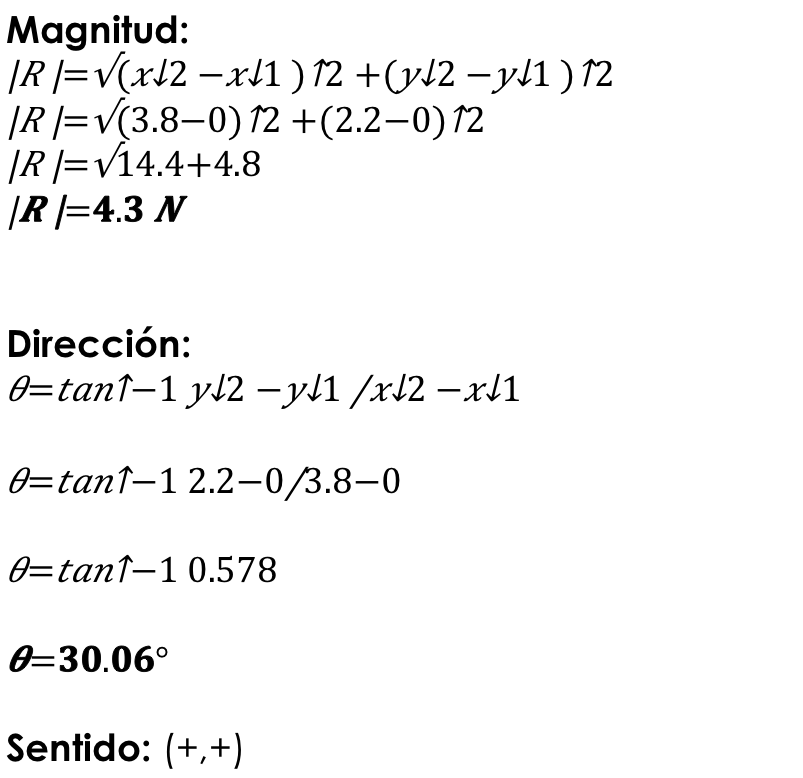 Magnitud:
|R|=√(x↓2 −x↓1 )↑2 +(y↓2 −y↓1 )↑2
|R|=√(3.8−0)↑2 +(2.2−0)↑2
|R|=√14.4+4.8
|R|=4.3 N
Dirección:
θ=tan↑−1 y↓2 −y↓1 /x↓2 −x↓1
θ=tan↑−1 2.2−0/3.8−0
θ=tan↑−1 0.578
θ=30.06°
Sentido: (+,+)